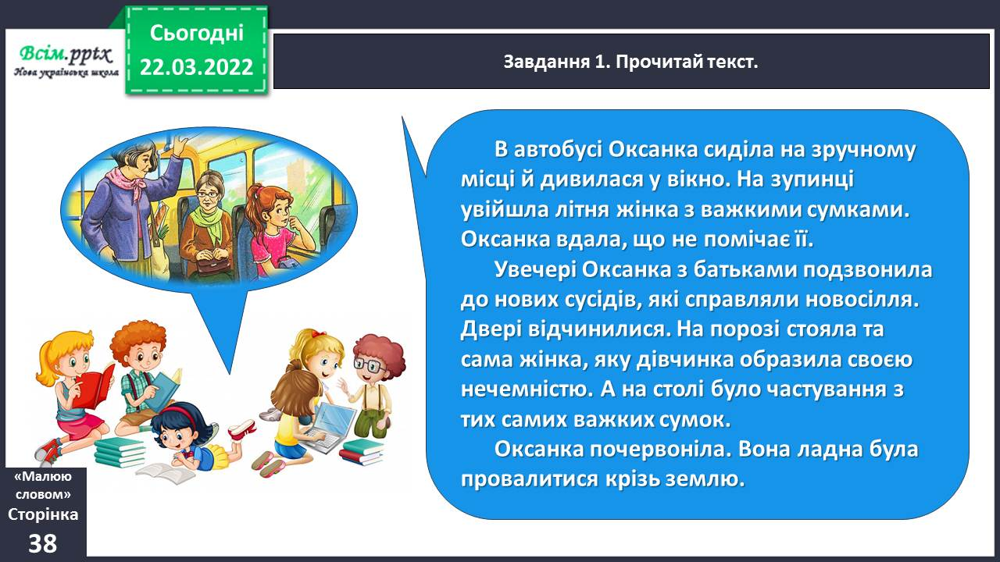 Всім.pptx
Нова українська школа
Сьогодні
22.03.2022
Завдання 1. Прочитай текст.
В автобусі Оксанка сиділа на зручному
місці й дивилася у вікно. На зупинці
увійшла літня жінка з важкими сумками.
Оксанка вдала, що не помічає її.
Увечері Оксанка з батьками подзвонила
до нових сусідів, які справляли новосілля.
Двері відчинилися. На порозі стояла та
сама жінка, яку дівчинка образила своєю
нечемністю. А на столі було частування з
тих самих важких сумок.
Оксанка почервоніла. Вона ладна була
провалитися крізь землю.
«Малюю
словом»
Сторінка
38